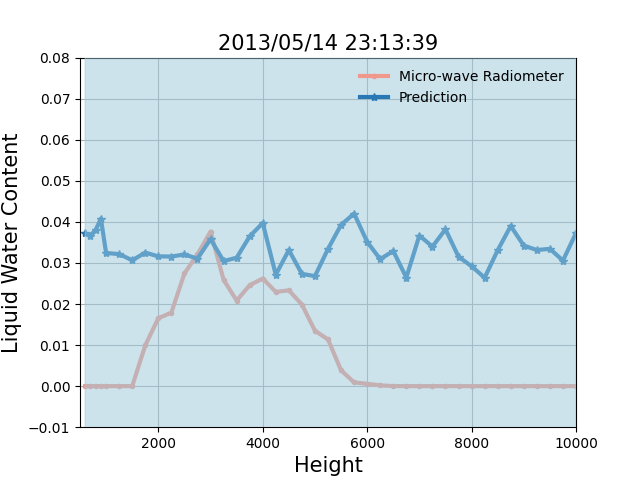 2013/05/14 23:13:39
Micro-wave Radiometer
Prediction
Liquid Water Content
0.08
0.07
0.06
0.05
0.04
0.03
0.02
0.01
0.00
−0.01
2000 4000 6000 8000 10000
Height